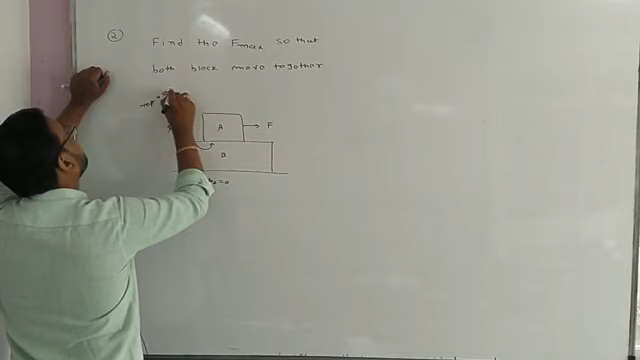 ② Find the Fmax so that
both block move together
A F
B